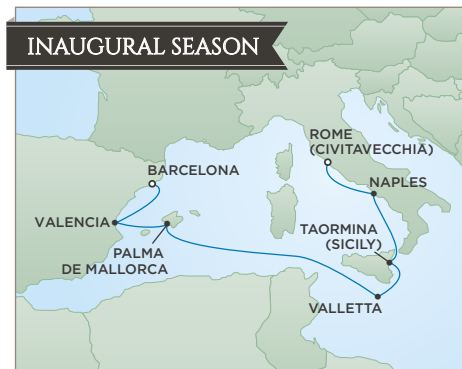 INAUGURAL SEASON
ROME
(CIVITAVECCHIA)
BARCELONA
NAPLES
VALENCIA
TAORMINA
(SICILY)
PALMA
DE MALLORCA
VALLETTA